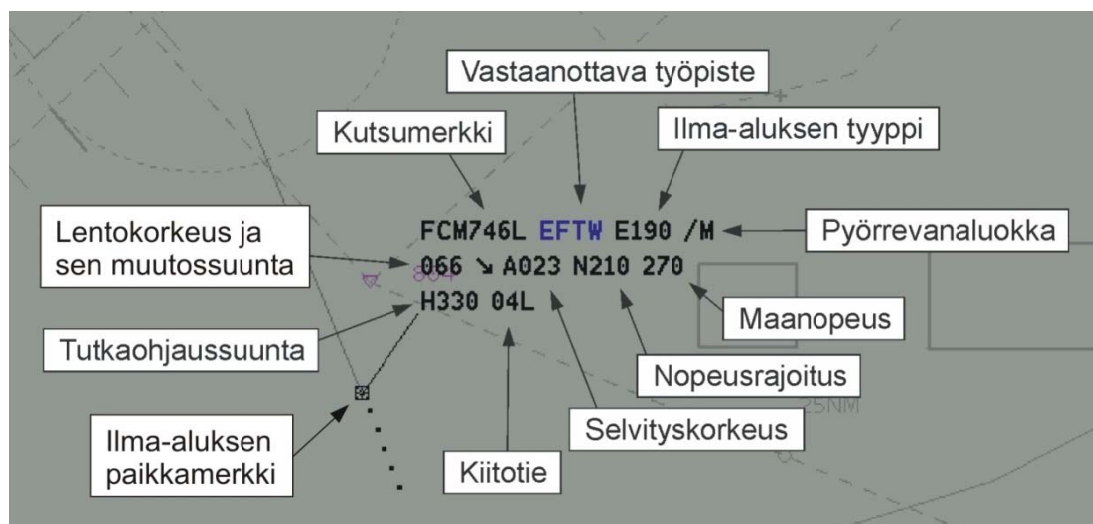 Vastaanottava työpiste
Kutsumerkki
Ilma-aluksen tyyppi
Lentokorkeus ja
sen muutossuunta
FCM746L EFTW E190 /M
Pyörrevanaluokka
066 ↘ A023 N210 270
H330 04L
Maanopeus
Tutkaohjaussuunta
Nopeusrajoitus
25NM
Selvityskorkeus
Ilma-aluksen
paikkamerkki
Kiitotie